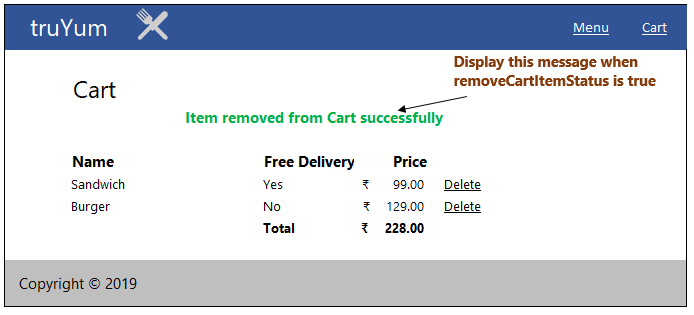 truYum
Menu Cart
Display this message when
removeCartItemStatus is true
Cart
Item removed from Cart successfully
Name Free Delivery Price
Sandwich Yes ₹ 99.00 Delete
Burger No ₹ 129.00 Delete
Total ₹ 228.00
Copyright © 2019